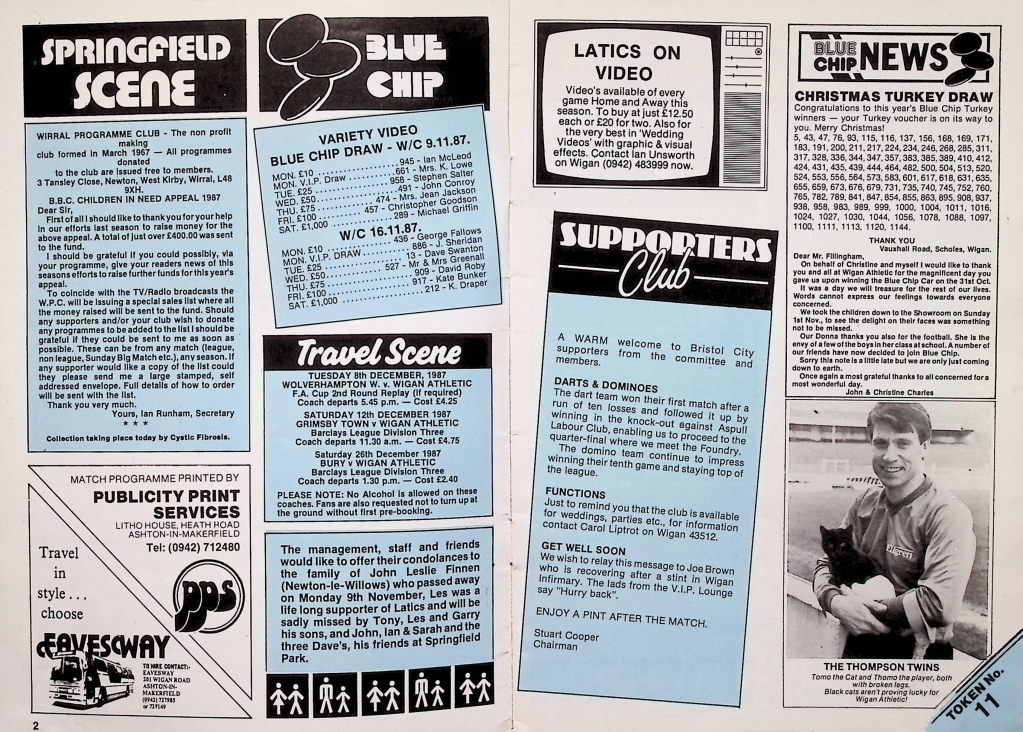 SPRINGFIELD
SCENE
WIRRAL PROGRAMME CLUB - The non profit
making
club formed in March 1967 — All programmes
donated
to the club are issued free to members.
3 Tansley Close, Newton, West Kirby, Wirral, L48
9XH.
B.B.C. CHILDREN IN NEED APPEAL 1987
Dear Sir,
First of all I should like to thank you for your help
in our efforts last season to raise money for the
above appeal. A total of just over £400.00 was sent
to the fund.
I should be grateful if you could possibly, via
your programme, give your readers news of this
seasons efforts to raise further funds for this year's
appeal.
To coincide with the TV/Radio broadcasts the
W.P.C. will be issuing a special sales list where all
the money raised will be sent to the fund. Should
any supporters and/or your club wish to donate
any programmes to be added to the list I should be
grateful if they could be sent to me as soon as
possible. These can be from any match (league,
non league, Sunday Big Match etc.), any season. If
any supporter would like a copy of the list could
they please send me a large stamped, self
addressed envelope. Full details of how to order
will be sent with the list.
Thank you very much.
Yours, Ian Runham, Secretary
* * *
Collection taking place today by Cystic Fibrosis.
MATCH PROGRAMME PRINTED BY
PUBLICITY PRINT
SERVICES
LITHO HOUSE, HEATH ROAD
ASHTON-IN-MAKERFIELD
Tel: (0942) 712480
pps
Travel
in
style . . .
choose
EAVESWAY
TO HIRE CONTACT:-
EAVESWAY
201 WIGAN ROAD
ASHTON-IN-
MAKERFIELD
(0942) 727985
or 729149
2
BLUE
CHIP
VARIETY VIDEO
BLUE CHIP DRAW - W/C 9.11.87.
MON. £10 945 - Ian McLeod
MON. V.I.P. Draw 661 - Mrs. K. Lowe
TUE. £25 958 - Stephen Salter
WED. £50 491 - John Conroy
THU. £75 474 - Mrs. Jean Jackson
FRI. £100 457 - Christopher Goodson
SAT. £1,000 289 - Michael Griffin
W/C 16.11.87.
MON. £10 436 - George Fallows
MON. V.I.P. DRAW 886 - J. Sheridan
TUE. £25 13 - Dave Swanton
WED. £50 527 - Mr & Mrs Greenall
THU. £75 909 - David Roby
FRI. £100 917 - Kate Bunker
SAT. £1,000 212 - K. Draper
Travel Scene
TUESDAY 8th DECEMBER, 1987
WOLVERHAMPTON W. v. WIGAN ATHLETIC
F.A. Cup 2nd Round Replay (if required)
Coach departs 5.45 p.m. — Cost £4.25
SATURDAY 12th DECEMBER 1987
GRIMSBY TOWN v WIGAN ATHLETIC
Barclays League Division Three
Coach departs 11.30 a.m. — Cost £4.75
Saturday 26th December 1987
BURY v WIGAN ATHLETIC
Barclays League Division Three
Coach departs 1.30 p.m. — Cost £2.40
PLEASE NOTE: No Alcohol is allowed on these
coaches. Fans are also requested not to turn up at
the ground without first pre-booking.
The management, staff and friends
would like to offer their condolances to
the family of John Leslie Finnen
(Newton-le-Willows) who passed away
on Monday 9th November, Les was a
life long supporter of Latics and will be
sadly missed by Tony, Les and Garry
his sons, and John, Ian & Sarah and the
three Dave's, his friends at Springfield
Park.
LATICS ON
VIDEO
Video's available of every
game Home and Away this
season. To buy at just £12.50
each or £20 for two. Also for
the very best in 'Wedding
Videos' with graphic & visual
effects. Contact Ian Unsworth
on Wigan (0942) 483999 now.
SUPPORTERS
Club
A WARM welcome to Bristol City
supporters from the committee and
members.
DARTS & DOMINOES
The dart team won their first match after a
run of ten losses and followed it up by
winning in the knock-out against Aspull
Labour Club, enabling us to proceed to the
quarter-final where we meet the Foundry.
The domino team continue to impress
winning their tenth game and staying top of
the league.
FUNCTIONS
Just to remind you that the club is available
for weddings, parties etc., for information
contact Carol Liptrot on Wigan 43512.
GET WELL SOON
We wish to relay this message to Joe Brown
who is recovering after a stint in Wigan
Infirmary. The lads from the V.I.P. Lounge
say "Hurry back".
ENJOY A PINT AFTER THE MATCH.
Stuart Cooper
Chairman
BLUE
CHIP NEWS
CHRISTMAS TURKEY DRAW
Congratulations to this year's Blue Chip Turkey
winners — your Turkey voucher is on its way to
you. Merry Christmas!
5, 43, 47, 76, 93, 115, 116, 137, 156, 168, 169, 171,
183, 191, 200, 211, 217, 224, 234, 246, 268, 285, 311,
317, 328, 336, 344, 347, 357, 383, 385, 389, 410, 412,
424, 431, 435, 439, 444, 464, 482, 500, 504, 513, 520,
524, 553, 556, 564, 573, 583, 601, 617, 618, 631, 635,
655, 659, 673, 676, 679, 731, 735, 740, 745, 752, 760,
765, 782, 789, 841, 847, 854, 855, 863, 895, 908, 937,
938, 958, 983, 989, 999, 1000, 1004, 1011, 1016,
1024, 1027, 1030, 1044, 1056, 1078, 1088, 1097,
1100, 1111, 1113, 1120, 1144.
THANK YOU
Vauxhall Road, Scholes, Wigan.
Dear Mr. Fillingham,
On behalf of Christine and myself I would like to thank
you and all at Wigan Athletic for the magnificent day you
gave us upon winning the Blue Chip Car on the 31st Oct.
It was a day we will treasure for the rest of our lives.
Words cannot express our feelings towards everyone
concerned.
We took the children down to the Showroom on Sunday
1st Nov., to see the delight on their faces was something
not to be missed.
Our Donna thanks you also for the football. She is the
envy of a few of the boys in her class at school. A number of
our friends have now decided to join Blue Chip.
Sorry this note is a little late but we are only just coming
down to earth.
Once again a most grateful thanks to all concerned for a
most wonderful day.
John & Christine Charles
THE THOMPSON TWINS
Tomo the Cat and Thomo the player, both
with broken legs.
Black cats aren't proving lucky for
Wigan Athletic!
TOKEN No.
11